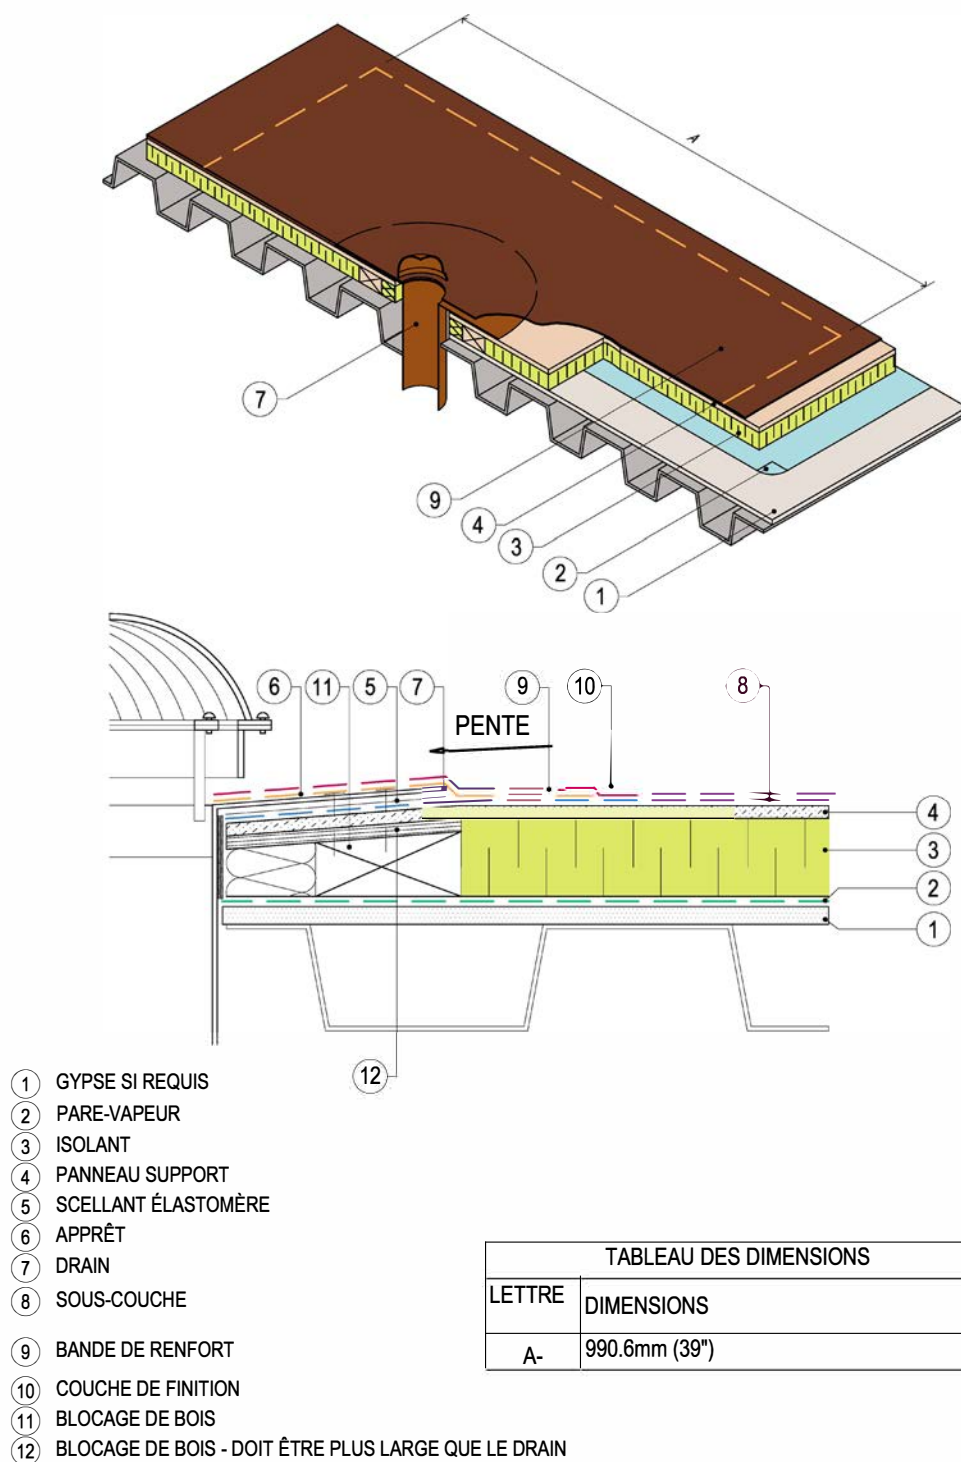 A
7
9
4
3
2
1
6 11 5 7 9 10 8
PENTE
4
3
2
1
12
1 GYPSE SI REQUIS
2 PARE-VAPEUR
3 ISOLANT
4 PANNEAU SUPPORT
5 SCELLANT ÉLASTOMÈRE
6 APPRÊT
7 DRAIN
8 SOUS-COUCHE
9 BANDE DE RENFORT
10 COUCHE DE FINITION
11 BLOCAGE DE BOIS
12 BLOCAGE DE BOIS - DOIT ÊTRE PLUS LARGE QUE LE DRAIN
TABLEAU DES DIMENSIONS
LETTRE DIMENSIONS
A- 990.6mm (39")